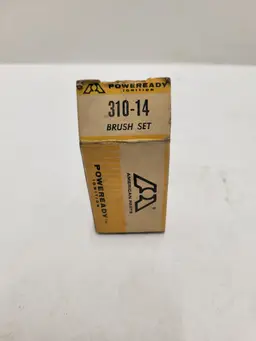 POWEREADY
IGNITION
310-14
BRUSH SET
POWEREADY
IGNITION
AMERICAN PARTS